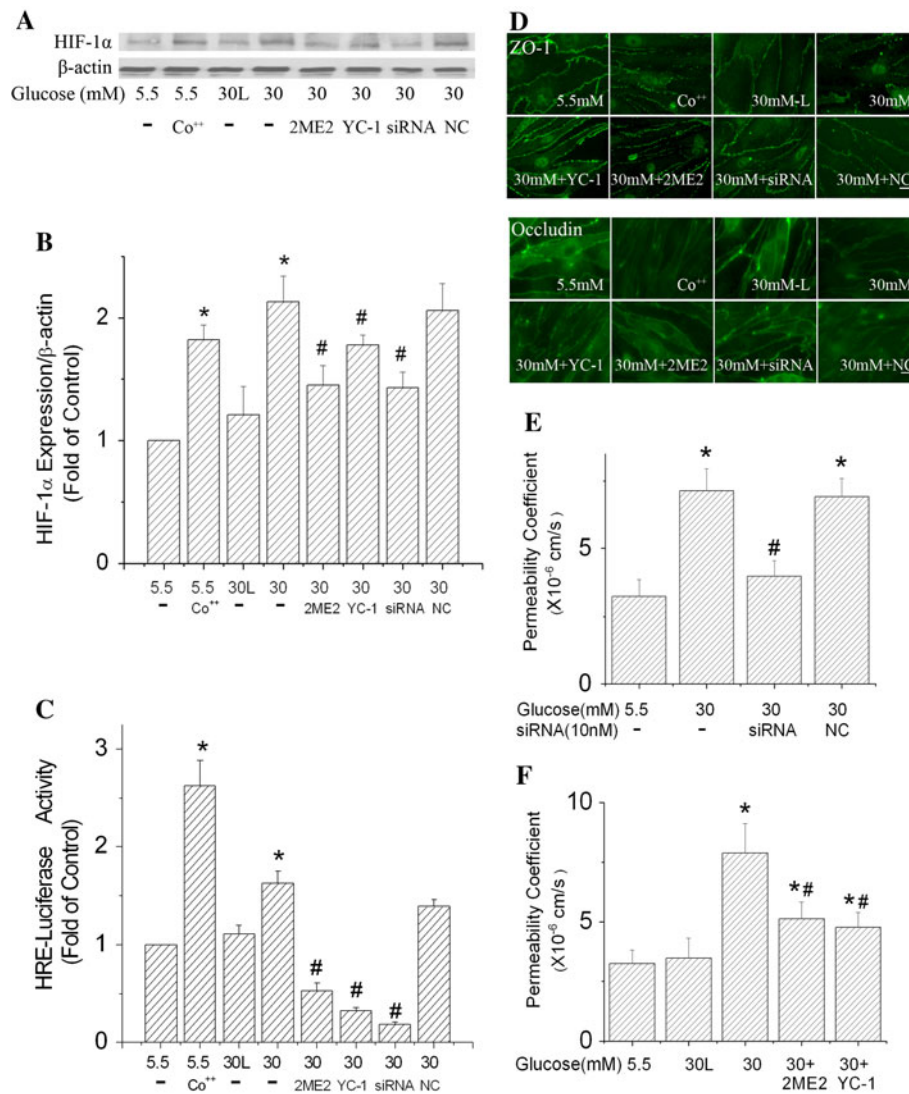 A
HIF-1α
β-actin
Glucose (mM) 5.5 5.5 30L 30 30 30 30 30
- Co⁺⁺ - - 2ME2 YC-1 siRNA NC
B
HIF-1α Expression/β-actin
(Fold of Control)
2
1
0
* * # # #
5.5 5.5 30L 30 30 30 30 30
- Co⁺⁺ - - 2ME2 YC-1 siRNA NC
C
HRE-Luciferase Activity
(Fold of Control)
3
2
1
0
* * # # #
5.5 5.5 30L 30 30 30 30 30
- Co⁺⁺ - - 2ME2 YC-1 siRNA NC
D
ZO-1
5.5mM Co⁺⁺ 30mM-L 30mM
30mM+YC-1 30mM+2ME2 30mM+siRNA 30mM+NC
Occludin
5.5mM Co⁺⁺ 30mM-L 30mM
30mM+YC-1 30mM+2ME2 30mM+siRNA 30mM+NC
E
Permeability Coefficient
(X10⁻⁶ cm/s)
5
0
* # *
Glucose(mM) 5.5 30 30 30
siRNA(10nM) - - siRNA NC
F
Permeability Coefficient
(X10⁻⁶ cm/s)
10
5
0
* *# *#
Glucose(mM) 5.5 30L 30 30+ 30+
2ME2 YC-1